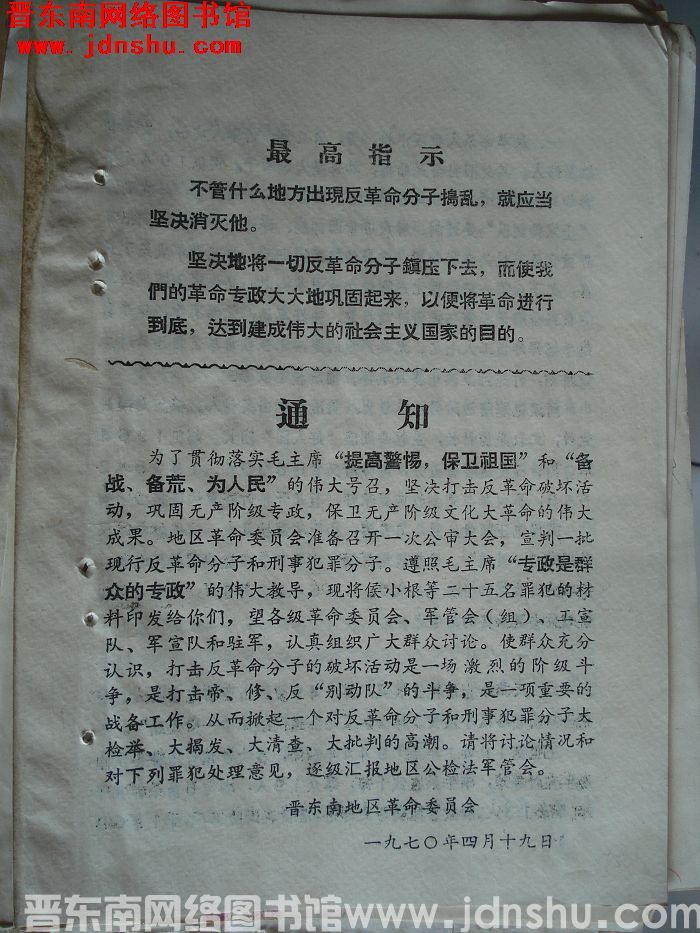 晋东南网络图书馆
www.jdnshu.com
最高指示
不管什么地方出現反革命分子搗乱，就应当
坚决消灭他。
坚决地将一切反革命分子鎮压下去，而使我
們的革命专政大大地巩固起来，以便将革命进行
到底，达到建成伟大的社会主义国家的目的。
通知
为了贯彻落实毛主席“提高警惕，保卫祖国”和“备
战、备荒、为人民”的伟大号召，坚决打击反革命破坏活
动，巩固无产阶级专政，保卫无产阶级文化大革命的伟大
成果。地区革命委员会准备召开一次公审大会，宣判一批
现行反革命分子和刑事犯罪分子。遵照毛主席“专政是群
众的专政”的伟大教导，现将侯小根等二十五名罪犯的材
料印发给你们，望各级革命委员会、军管会（组）、工宣
队、军宣队和驻军，认真组织广大群众讨论。使群众充分
认识，打击反革命分子的破坏活动是一场激烈的阶级斗
争，是打击帝、修、反“别动队”的斗争，是一项重要的
战备工作。从而掀起一个对反革命分子和刑事犯罪分子大
检举、大揭发、大清查、大批判的高潮。请将讨论情况和
对下列罪犯处理意见，逐级汇报地区公检法军管会。
晋东南地区革命委员会
一九七〇年四月十九日
晋东南网络图书馆www.jdnshu.com